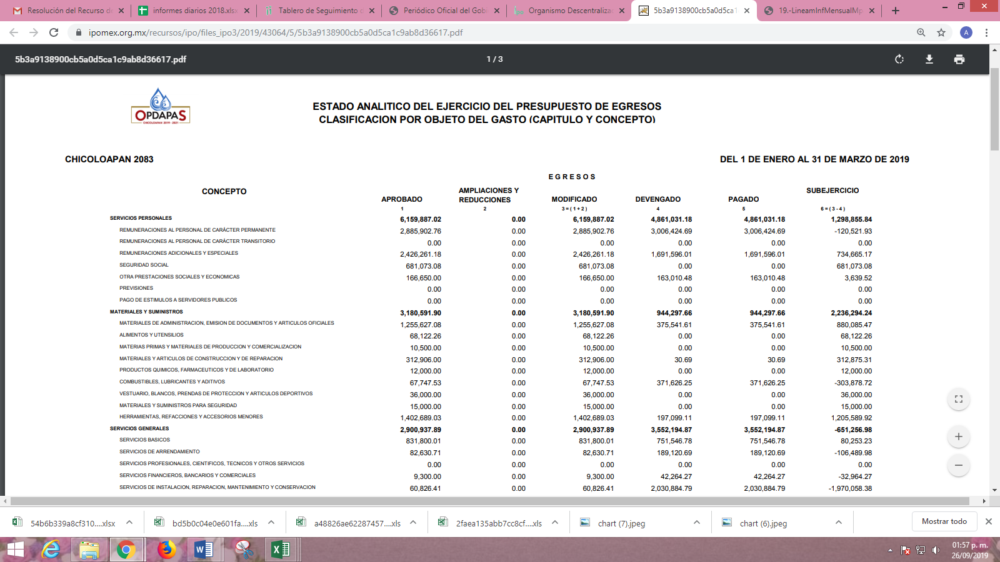 Resolución del Recurso de
informes diarios 2018.xlsx
Tablero de Seguimiento d
Periódico Oficial del Gobi
Organismo Descentraliza
5b3a9138900cb5a0d5ca1
19.-LineamInfMensualMp
ipomex.org.mx/recursos/ipo/files_ipo3/2019/43064/5/5b3a9138900cb5a0d5ca1c9ab8d36617.pdf
A
5b3a9138900cb5a0d5ca1c9ab8d36617.pdf
1 / 3
OPDAPAS
CHICOLOAPAN 2019 - 2021
ESTADO ANALITICO DEL EJERCICIO DEL PRESUPUESTO DE EGRESOS
CLASIFICACION POR OBJETO DEL GASTO (CAPITULO Y CONCEPTO)
CHICOLOAPAN 2083
DEL 1 DE ENERO AL 31 DE MARZO DE 2019
E G R E S O S
CONCEPTO
APROBADO
AMPLIACIONES Y
REDUCCIONES
MODIFICADO
DEVENGADO
PAGADO
SUBEJERCICIO
1 2 3 = ( 1 + 2 ) 4 5 6 = ( 3 - 4 )
SERVICIOS PERSONALES 6,159,887.02 0.00 6,159,887.02 4,861,031.18 4,861,031.18 1,298,855.84
REMUNERACIONES AL PERSONAL DE CARÁCTER PERMANENTE 2,885,902.76 0.00 2,885,902.76 3,006,424.69 3,006,424.69 -120,521.93
REMUNERACIONES AL PERSONAL DE CARÁCTER TRANSITORIO 0.00 0.00 0.00 0.00 0.00 0.00
REMUNERACIONES ADICIONALES Y ESPECIALES 2,426,261.18 0.00 2,426,261.18 1,691,596.01 1,691,596.01 734,665.17
SEGURIDAD SOCIAL 681,073.08 0.00 681,073.08 0.00 0.00 681,073.08
OTRA PRESTACIONES SOCIALES Y ECONOMICAS 166,650.00 0.00 166,650.00 163,010.48 163,010.48 3,639.52
PREVISIONES 0.00 0.00 0.00 0.00 0.00 0.00
PAGO DE ESTIMULOS A SERVIDORES PUBLICOS 0.00 0.00 0.00 0.00 0.00 0.00
MATERIALES Y SUMINISTROS 3,180,591.90 0.00 3,180,591.90 944,297.66 944,297.66 2,236,294.24
MATERIALES DE ADMINISTRACION, EMISION DE DOCUMENTOS Y ARTICULOS OFICIALES 1,255,627.08 0.00 1,255,627.08 375,541.61 375,541.61 880,085.47
ALIMENTOS Y UTENSILIOS 68,122.26 0.00 68,122.26 0.00 0.00 68,122.26
MATERIAS PRIMAS Y MATERIALES DE PRODUCCION Y COMERCIALIZACION 10,500.00 0.00 10,500.00 0.00 0.00 10,500.00
MATERIALES Y ARTICULOS DE CONSTRUCCION Y DE REPARACION 312,906.00 0.00 312,906.00 30.69 30.69 312,875.31
PRODUCTOS QUIMICOS, FARMACEUTICOS Y DE LABORATORIO 12,000.00 0.00 12,000.00 0.00 0.00 12,000.00
COMBUSTIBLES, LUBRICANTES Y ADITIVOS 67,747.53 0.00 67,747.53 371,626.25 371,626.25 -303,878.72
VESTUARIO, BLANCOS, PRENDAS DE PROTECCION Y ARTICULOS DEPORTIVOS 36,000.00 0.00 36,000.00 0.00 0.00 36,000.00
MATERIALES Y SUMINISTROS PARA SEGURIDAD 15,000.00 0.00 15,000.00 0.00 0.00 15,000.00
HERRAMIENTAS, REFACCIONES Y ACCESORIOS MENORES 1,402,689.03 0.00 1,402,689.03 197,099.11 197,099.11 1,205,589.92
SERVICIOS GENERALES 2,900,937.89 0.00 2,900,937.89 3,552,194.87 3,552,194.87 -651,256.98
SERVICIOS BASICOS 831,800.01 0.00 831,800.01 751,546.78 751,546.78 80,253.23
SERVICIOS DE ARRENDAMIENTO 82,630.71 0.00 82,630.71 189,120.69 189,120.69 -106,489.98
SERVICIOS PROFESIONALES, CIENTIFICOS, TECNICOS Y OTROS SERVICIOS 0.00 0.00 0.00 0.00 0.00 0.00
SERVICIOS FINANCIEROS, BANCARIOS Y COMERCIALES 9,300.00 0.00 9,300.00 42,264.27 42,264.27 -32,964.27
SERVICIOS DE INSTALACION, REPARACION, MANTENIMIENTO Y CONSERVACION 60,826.41 0.00 60,826.41 2,030,884.79 2,030,884.79 -1,970,058.38
54b6b339a8cf310....xlsx
bd5b0c04e0e601fa....xls
a48826ae62287457....xls
2faea135abb7cc8cf....xls
chart (7).jpeg
chart (6).jpeg
Mostrar todo
01:57 p. m.
26/09/2019